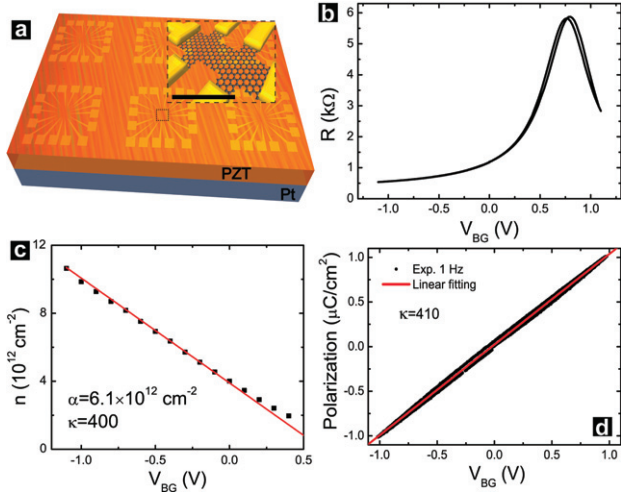 a
PZT
Pt
b
R (kΩ)
6
5
4
3
2
1
0
-1.0 -0.5 0.0 0.5 1.0
V_BG (V)
c
n (10^12 cm^-2)
12
8
4
0
α=6.1×10^12 cm^-2
κ=400
-1.0 -0.5 0.0 0.5
V_BG (V)
Polarization (μC/cm^2)
1.0
0.5
0.0
-0.5
-1.0
Exp. 1 Hz
Linear fitting
κ=410
d
-1.0 -0.5 0.0 0.5 1.0
V_BG (V)